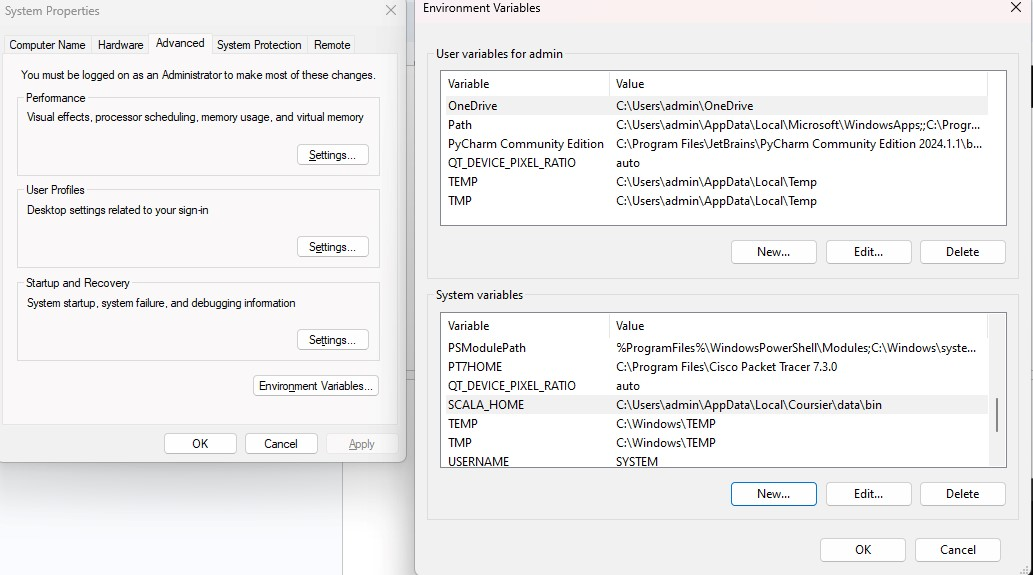 System Properties
Computer Name Hardware Advanced System Protection Remote
You must be logged on as an Administrator to make most of these changes.
Performance
Visual effects, processor scheduling, memory usage, and virtual memory
Settings...
User Profiles
Desktop settings related to your sign-in
Settings...
Startup and Recovery
System startup, system failure, and debugging information
Settings...
Environment Variables...
OK Cancel Apply
Environment Variables
User variables for admin
Variable Value
OneDrive C:\Users\admin\OneDrive
Path C:\Users\admin\AppData\Local\Microsoft\WindowsApps;;C:\Progr...
PyCharm Community Edition C:\Program Files\JetBrains\PyCharm Community Edition 2024.1.1\b...
QT_DEVICE_PIXEL_RATIO auto
TEMP C:\Users\admin\AppData\Local\Temp
TMP C:\Users\admin\AppData\Local\Temp
New... Edit... Delete
System variables
Variable Value
PSModulePath %ProgramFiles%\WindowsPowerShell\Modules;C:\Windows\syste...
PT7HOME C:\Program Files\Cisco Packet Tracer 7.3.0
QT_DEVICE_PIXEL_RATIO auto
SCALA_HOME C:\Users\admin\AppData\Local\Coursier\data\bin
TEMP C:\Windows\TEMP
TMP C:\Windows\TEMP
USERNAME SYSTEM
New... Edit... Delete
OK Cancel